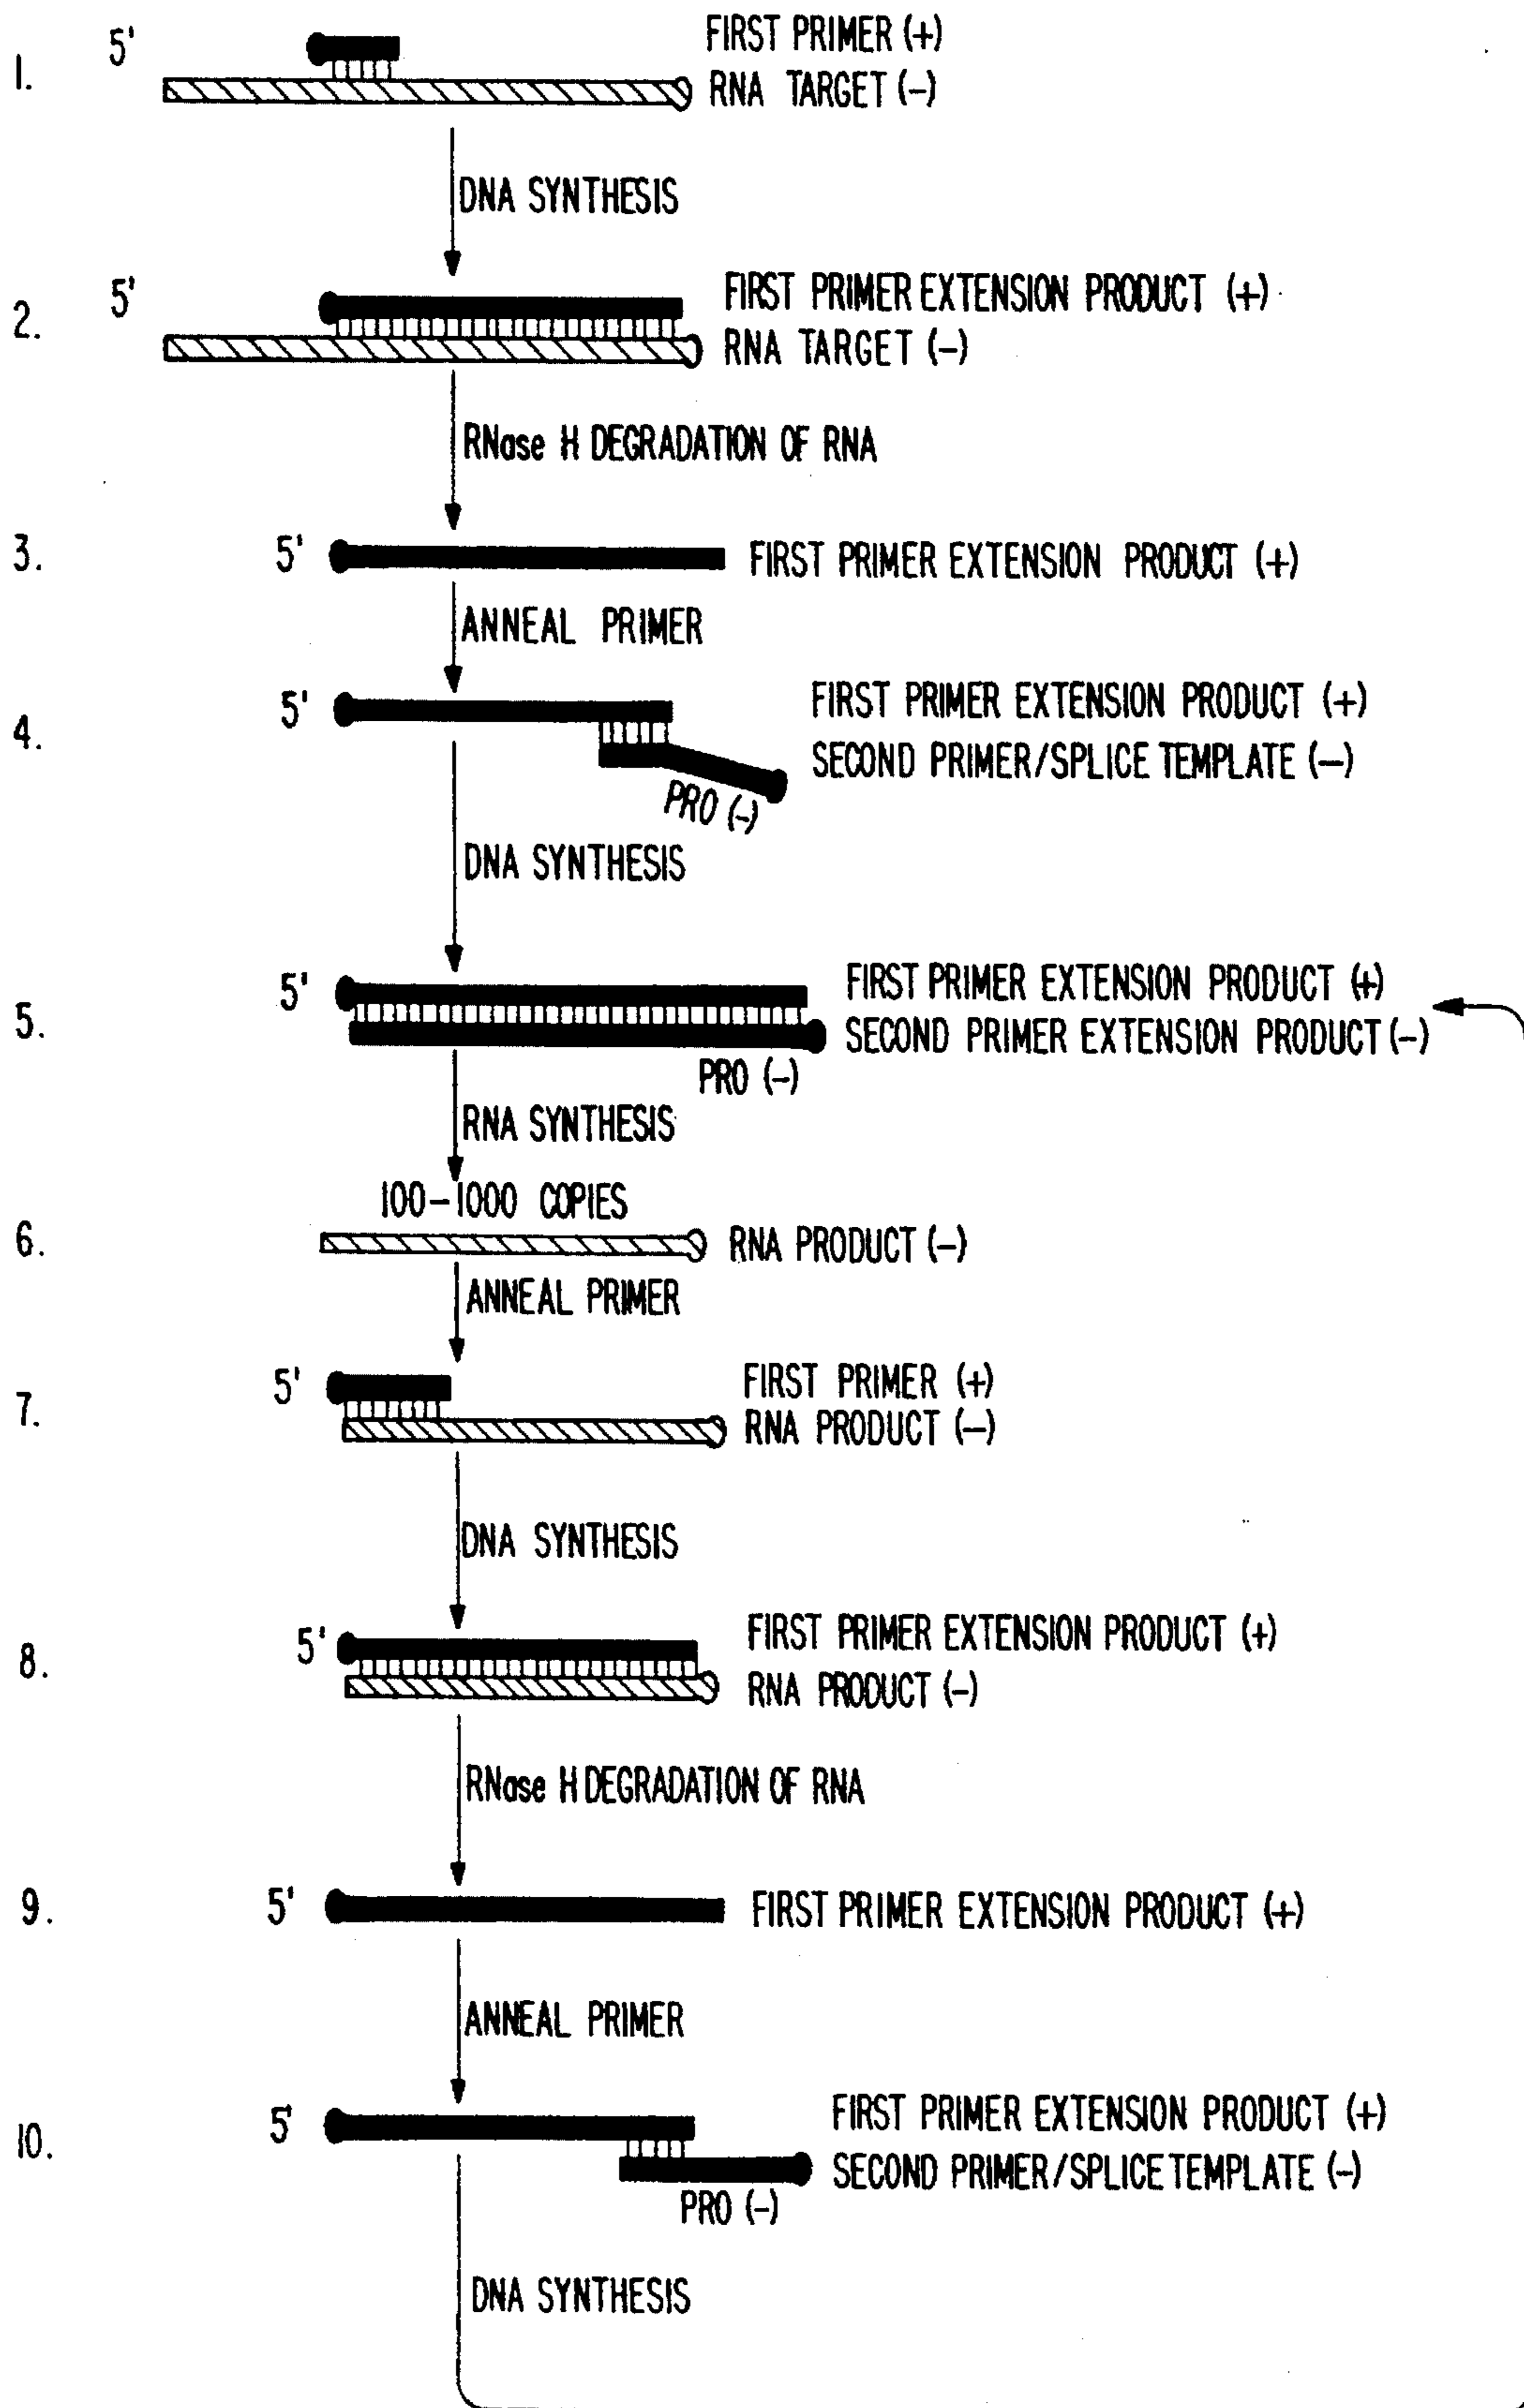 5'
FIRST PRIMER (+)
1.
RNA TARGET (-)
DNA SYNTHESIS
5'
FIRST PRIMER EXTENSION PRODUCT (+)
2.
RNA TARGET (-)
RNase H DEGRADATION OF RNA
3.
5'
FIRST PRIMER EXTENSION PRODUCT (+)
ANNEAL PRIMER
5'
FIRST PRIMER EXTENSION PRODUCT (+)
4.
SECOND PRIMER/SPLICE TEMPLATE (-)
PRO (-)
DNA SYNTHESIS
5'
FIRST PRIMER EXTENSION PRODUCT (+)
5.
SECOND PRIMER EXTENSION PRODUCT (-)
PRO (-)
RNA SYNTHESIS
100-1000 COPIES
6.
RNA PRODUCT (-)
ANNEAL PRIMER
5'
FIRST PRIMER (+)
7.
RNA PRODUCT (-)
DNA SYNTHESIS
5'
FIRST PRIMER EXTENSION PRODUCT (+)
8.
RNA PRODUCT (-)
RNase H DEGRADATION OF RNA
9.
5'
FIRST PRIMER EXTENSION PRODUCT (+)
ANNEAL PRIMER
5'
FIRST PRIMER EXTENSION PRODUCT (+)
10.
SECOND PRIMER/SPLICE TEMPLATE (-)
PRO (-)
DNA SYNTHESIS